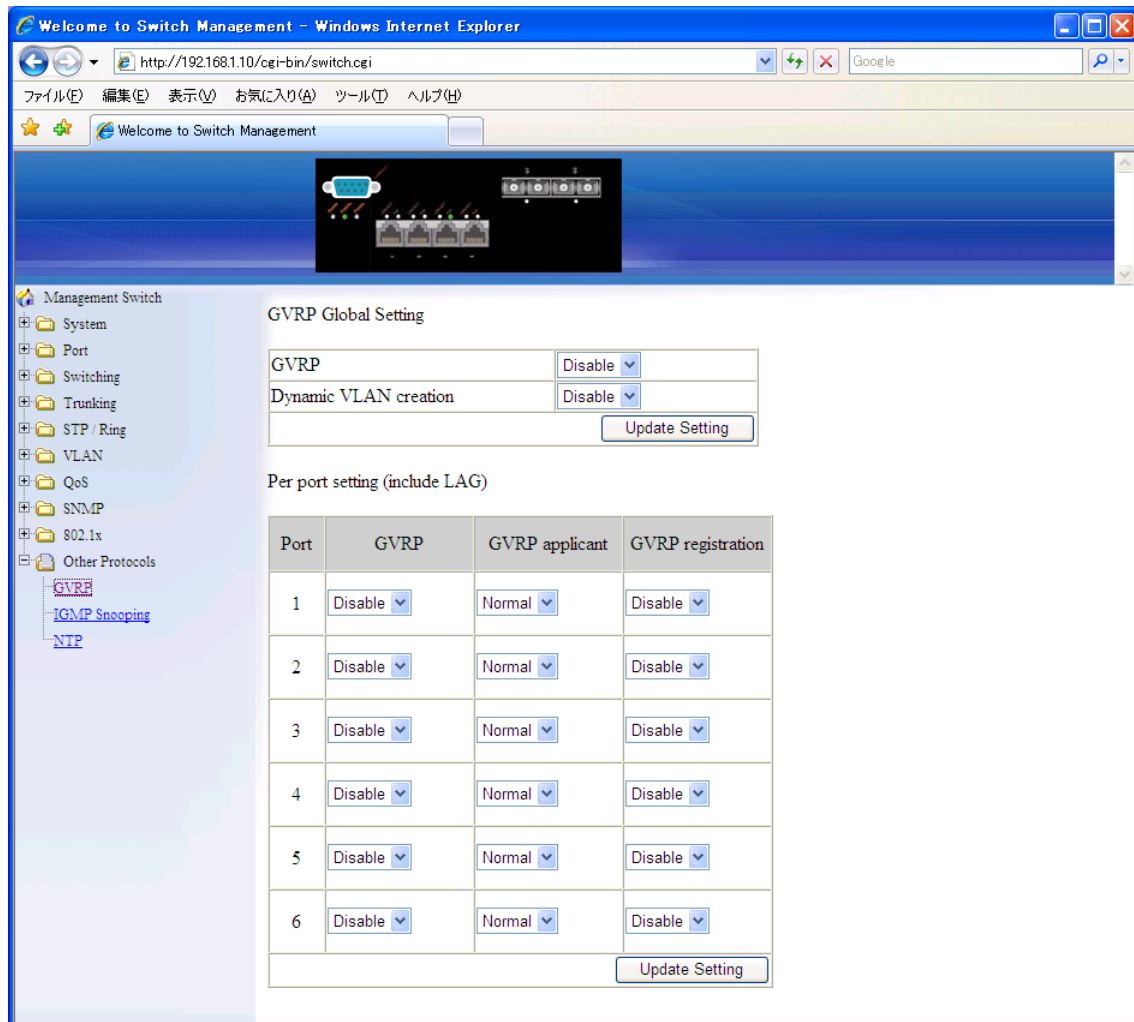 Welcome to Switch Management - Windows Internet Explorer
http://192.168.1.10/cgi-bin/switch.cgi
Google
ファイル(F) 編集(E) 表示(V) お気に入り(A) ツール(T) ヘルプ(H)
Welcome to Switch Management
Management Switch
System
Port
Switching
Trunking
STP / Ring
VLAN
QoS
SNMP
802.1x
Other Protocols
GVRP
IGMP Snooping
NTP
GVRP Global Setting
GVRP Disable
Dynamic VLAN creation Disable
Update Setting
Per port setting (include LAG)
Port GVRP GVRP applicant GVRP registration
1 Disable Normal Disable
2 Disable Normal Disable
3 Disable Normal Disable
4 Disable Normal Disable
5 Disable Normal Disable
6 Disable Normal Disable
Update Setting